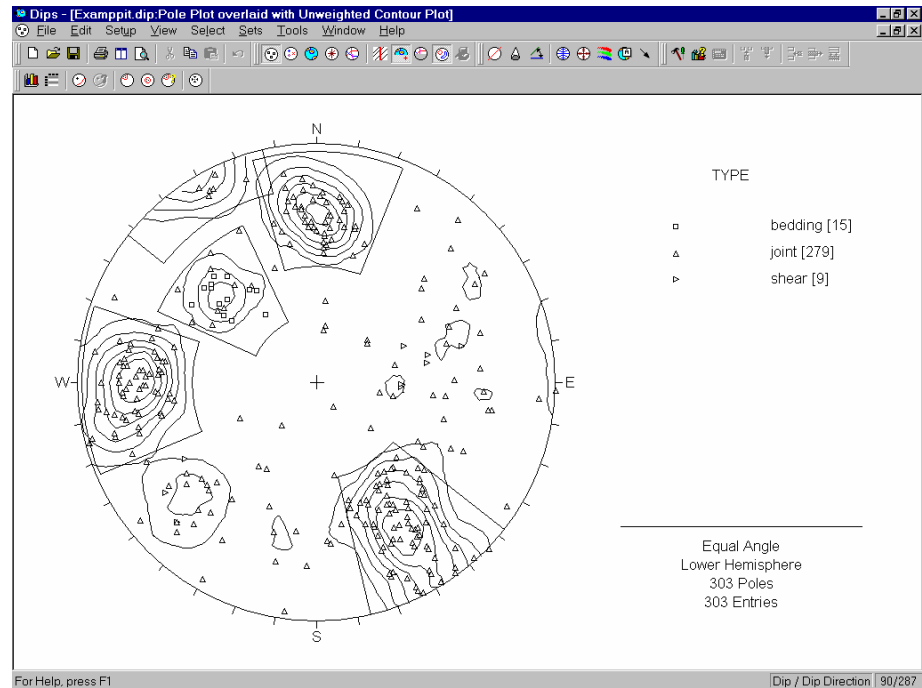 Dips - [Examppit.dip:Pole Plot overlaid with Unweighted Contour Plot]
File Edit Setup View Select Sets Tools Window Help
N
TYPE
bedding [15]
joint [279]
shear [9]
W
E
Equal Angle
Lower Hemisphere
303 Poles
303 Entries
S
For Help, press F1 Dip / Dip Direction 90/287